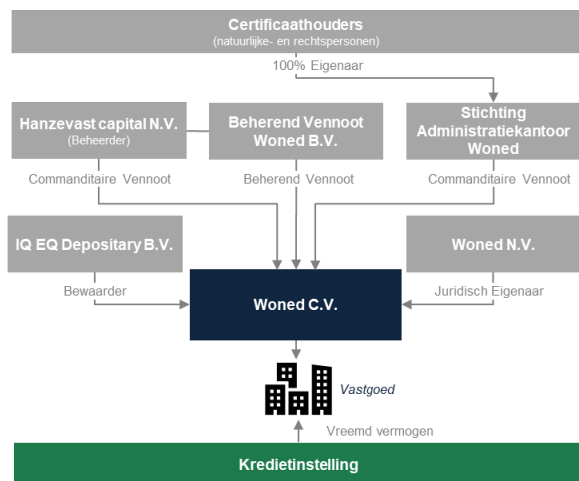 Certificaathouders
(natuurlijke- en rechtspersonen)
100% Eigenaar
Hanzevast capital N.V.
(Beheerder)
Beherend Vennoot
Woned B.V.
Stichting
Administratiekantoor
Woned
Commanditaire Vennoot
Beherend Vennoot
Commanditaire Vennoot
IQ EQ Depositary B.V.
Woned N.V.
Bewaarder
Woned C.V.
Juridisch Eigenaar
Vastgoed
Vreemd vermogen
Kredietinstelling